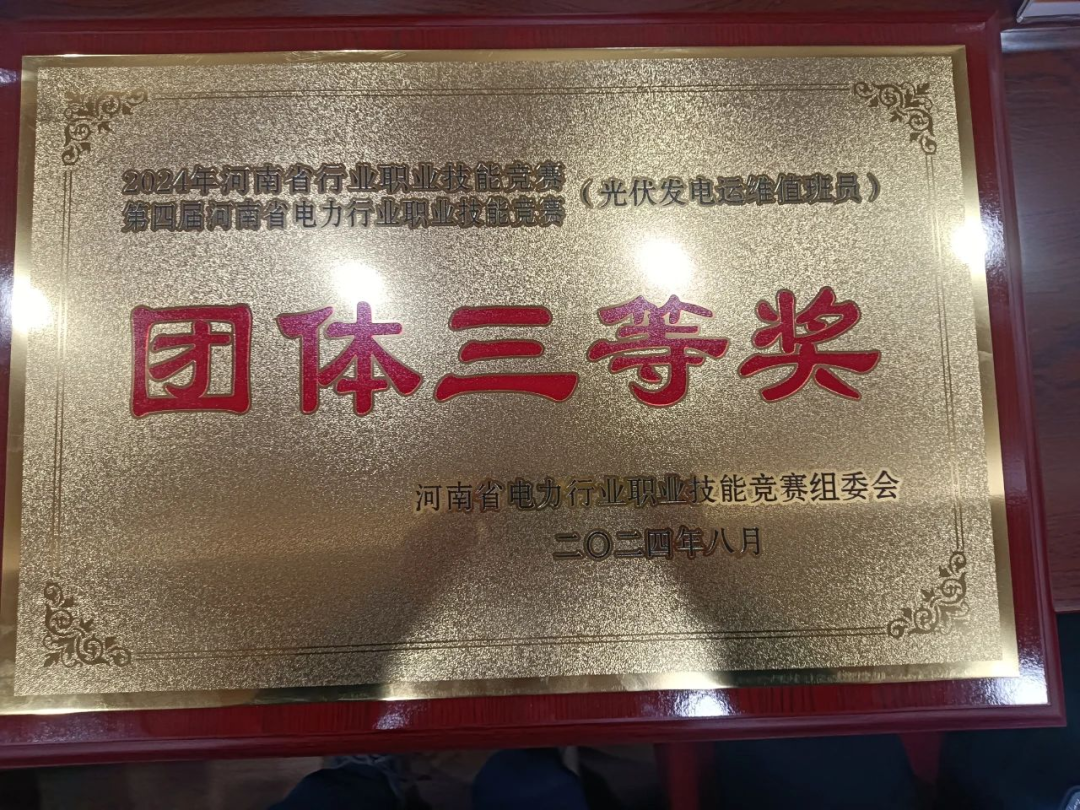 2024年河南省行业职业技能竞赛
第四届河南省电力行业职业技能竞赛
（光伏发电运维值班员）
团体三等奖
河南省电力行业职业技能竞赛组委会
二〇二四年八月